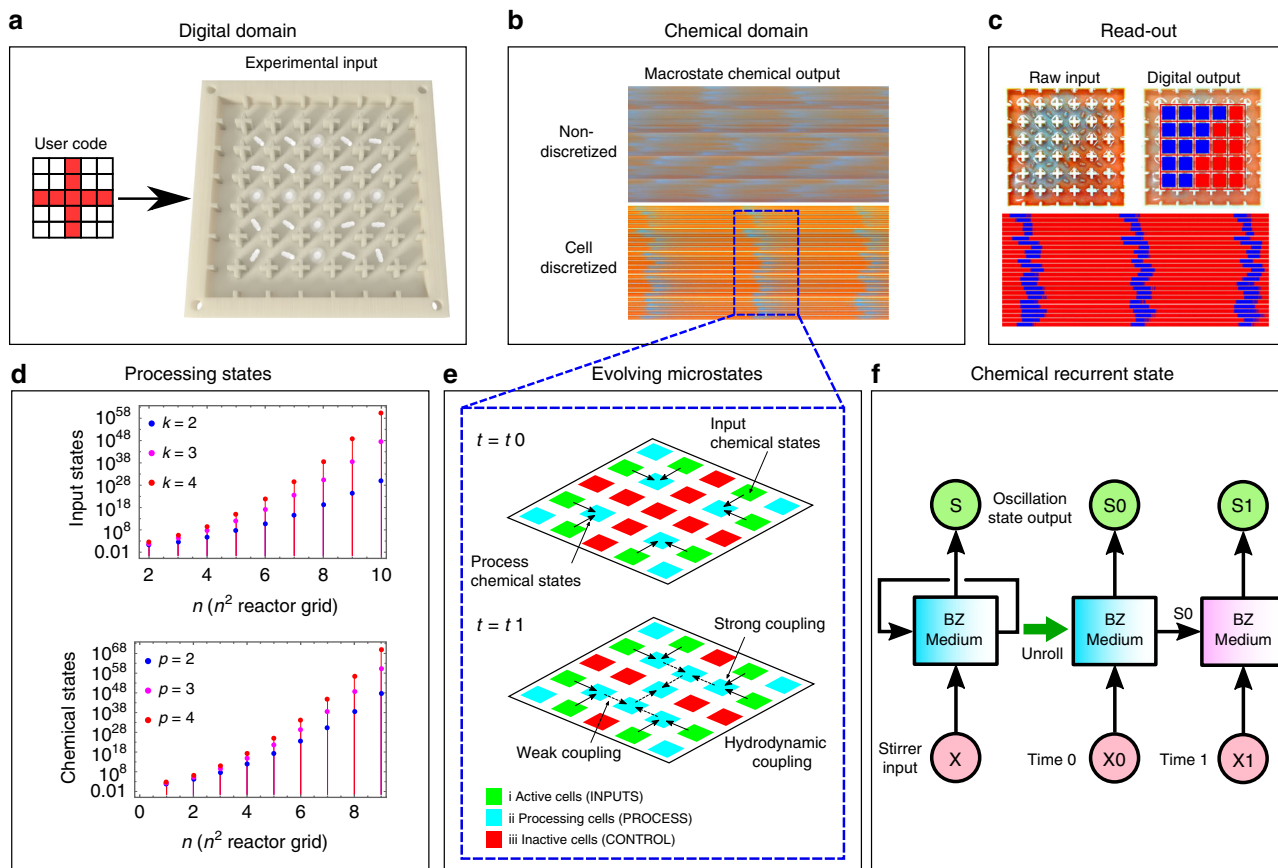 a
Digital domain
Experimental input
User code
b
Chemical domain
Macrostate chemical output
Non-
discretized
Cell
discretized
c
Read-out
Raw input
Digital output
d
Processing states
10^58
10^48
10^38
10^28
10^18
10^8
0.01
Input states
k = 2
k = 3
k = 4
2 4 6 8 10
n (n^2 reactor grid)
10^68
10^58
10^48
10^38
10^28
10^18
10^8
0.01
Chemical states
p = 2
p = 3
p = 4
0 2 4 6 8
n (n^2 reactor grid)
e
Evolving microstates
t = t 0
Input
chemical states
Process
chemical states
t = t 1
Strong coupling
Weak coupling
Hydrodynamic
coupling
i Active cells (INPUTS)
ii Processing cells (PROCESS)
iii Inactive cells (CONTROL)
f
Chemical recurrent state
S
Oscillation
state output
S0
S1
BZ
Medium
Unroll
BZ
Medium
S0
BZ
Medium
Stirrer
input
X
Time 0
X0
Time 1
X1